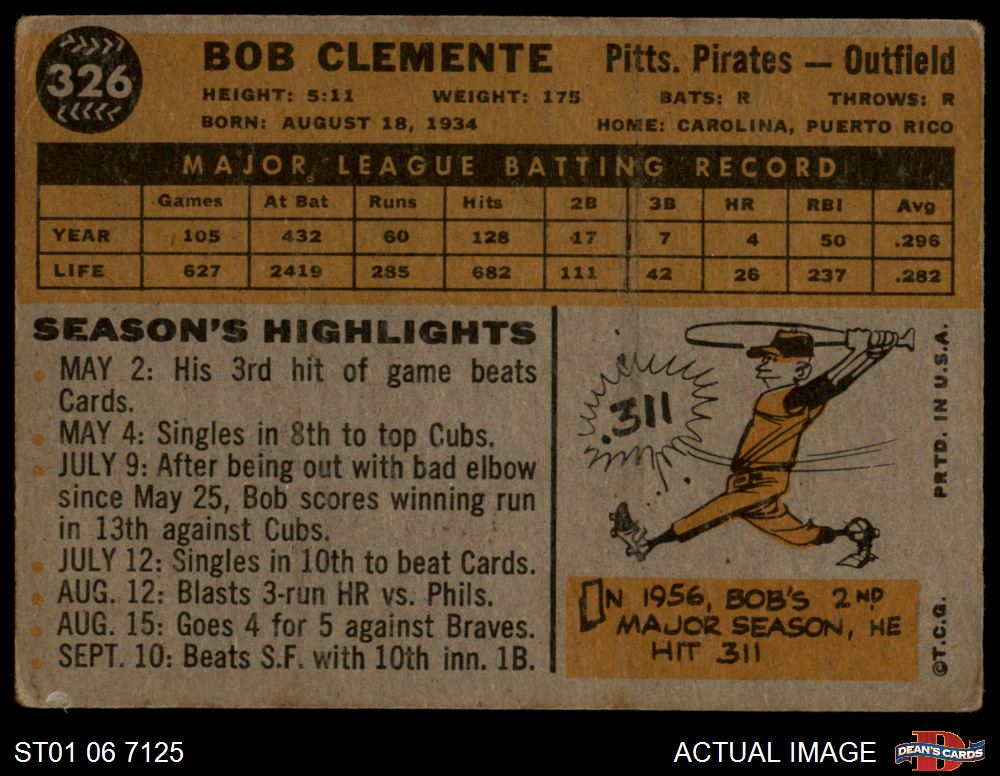 326
BOB CLEMENTE Pitts. Pirates — Outfield
HEIGHT: 5:11 WEIGHT: 175 BATS: R THROWS: R
BORN: AUGUST 18, 1934 HOME: CAROLINA, PUERTO RICO
MAJOR LEAGUE BATTING RECORD
Games At Bat Runs Hits 2B 3B HR RBI Avg
YEAR 105 432 60 128 17 7 4 50 .296
LIFE 627 2419 285 682 111 42 26 237 .282
SEASON'S HIGHLIGHTS
MAY 2: His 3rd hit of game beats
Cards.
MAY 4: Singles in 8th to top Cubs.
JULY 9: After being out with bad elbow
since May 25, Bob scores winning run
in 13th against Cubs.
JULY 12: Singles in 10th to beat Cards.
AUG. 12: Blasts 3-run HR vs. Phils.
AUG. 15: Goes 4 for 5 against Braves.
SEPT. 10: Beats S.F. with 10th inn. 1B.
.311
IN 1956, BOB'S 2ND
MAJOR SEASON, HE
HIT 311
©T.C.G. PRTD. IN U.S.A.
ST01 06 7125 ACTUAL IMAGE
D
DEAN'S CARDS